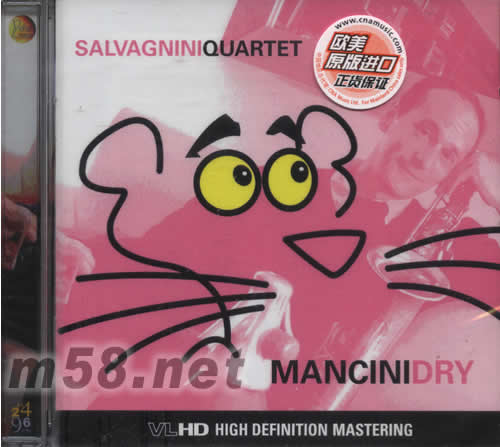 www.cnamusic.com
欧美
原版进口
正货保证
SALVAGNINIQUARTET
m58.net
MANCINIDRY
24
96
VLHD HIGH DEFINITION MASTERING